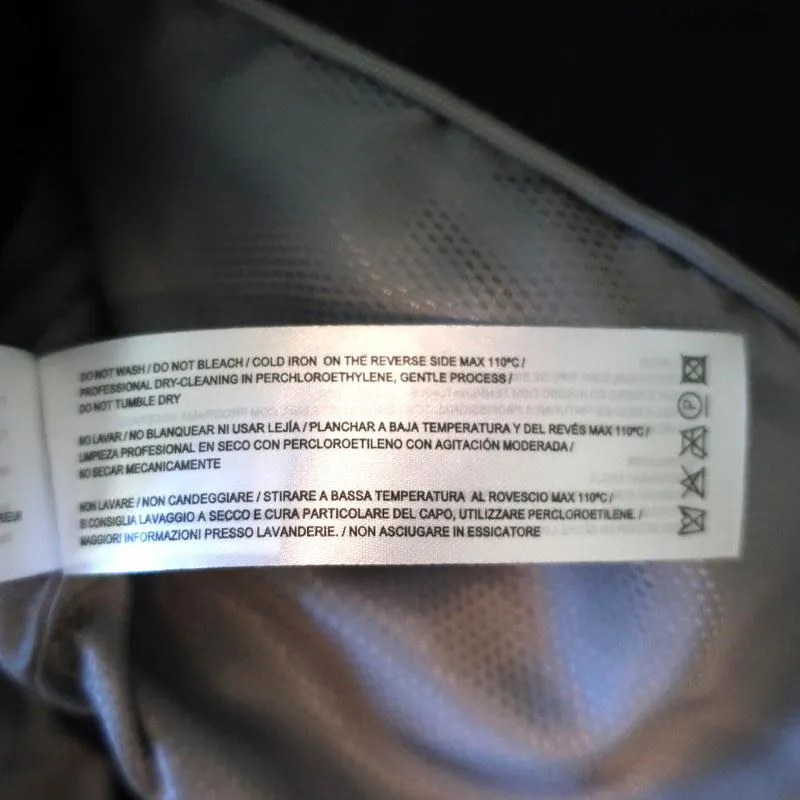 DO NOT WASH / DO NOT BLEACH / COLD IRON ON THE REVERSE SIDE MAX 110ºC /
PROFESSIONAL DRY-CLEANING IN PERCHLOROETHYLENE, GENTLE PROCESS /
DO NOT TUMBLE DRY
NO LAVAR / NO BLANQUEAR NI USAR LEJÍA / PLANCHAR A BAJA TEMPERATURA Y DEL REVÉS MAX 110ºC /
LIMPIEZA PROFESIONAL EN SECO CON PERCLOROETILENO CON AGITACIÓN MODERADA /
NO SECAR MECANICAMENTE
NON LAVARE / NON CANDEGGIARE / STIRARE A BASSA TEMPERATURA AL ROVESCIO MAX 110ºC /
SI CONSIGLIA LAVAGGIO A SECCO E CURA PARTICOLARE DEL CAPO, UTILIZZARE PERCLOROETILENE. /
MAGGIORI INFORMAZIONI PRESSO LAVANDERIE. / NON ASCIUGARE IN ESSICATORE
P